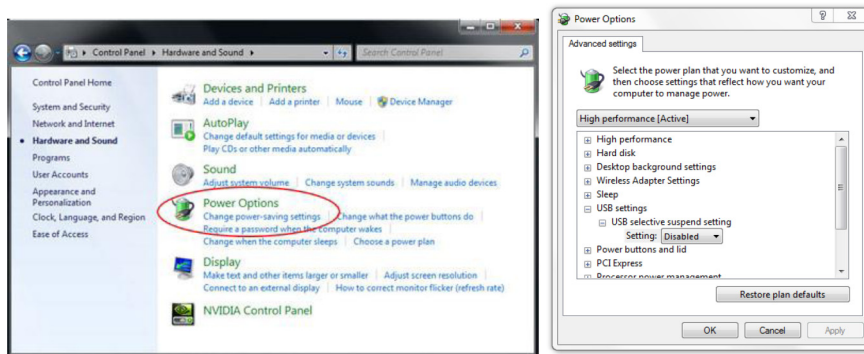 Control Panel ▸ Hardware and Sound ▸
Search Control Panel
Control Panel Home
System and Security
Network and Internet
Hardware and Sound
Programs
User Accounts
Appearance and
Personalization
Clock, Language, and Region
Ease of Access
Devices and Printers
Add a device | Add a printer | Mouse | Device Manager
AutoPlay
Change default settings for media or devices |
Play CDs or other media automatically
Sound
Adjust system volume | Change system sounds | Manage audio devices
Power Options
Change power-saving settings | Change what the power buttons do |
Require a password when the computer wakes |
Change when the computer sleeps | Choose a power plan
Display
Make text and other items larger or smaller | Adjust screen resolution |
Connect to an external display | How to correct monitor flicker (refresh rate)
NVIDIA Control Panel
Power Options
Advanced settings
Select the power plan that you want to customize, and
then choose settings that reflect how you want your
computer to manage power.
High performance [Active]
High performance
Hard disk
Desktop background settings
Wireless Adapter Settings
Sleep
USB settings
USB selective suspend setting
Setting: Disabled
Power buttons and lid
PCI Express
Processor power management
Restore plan defaults
OK Cancel Apply